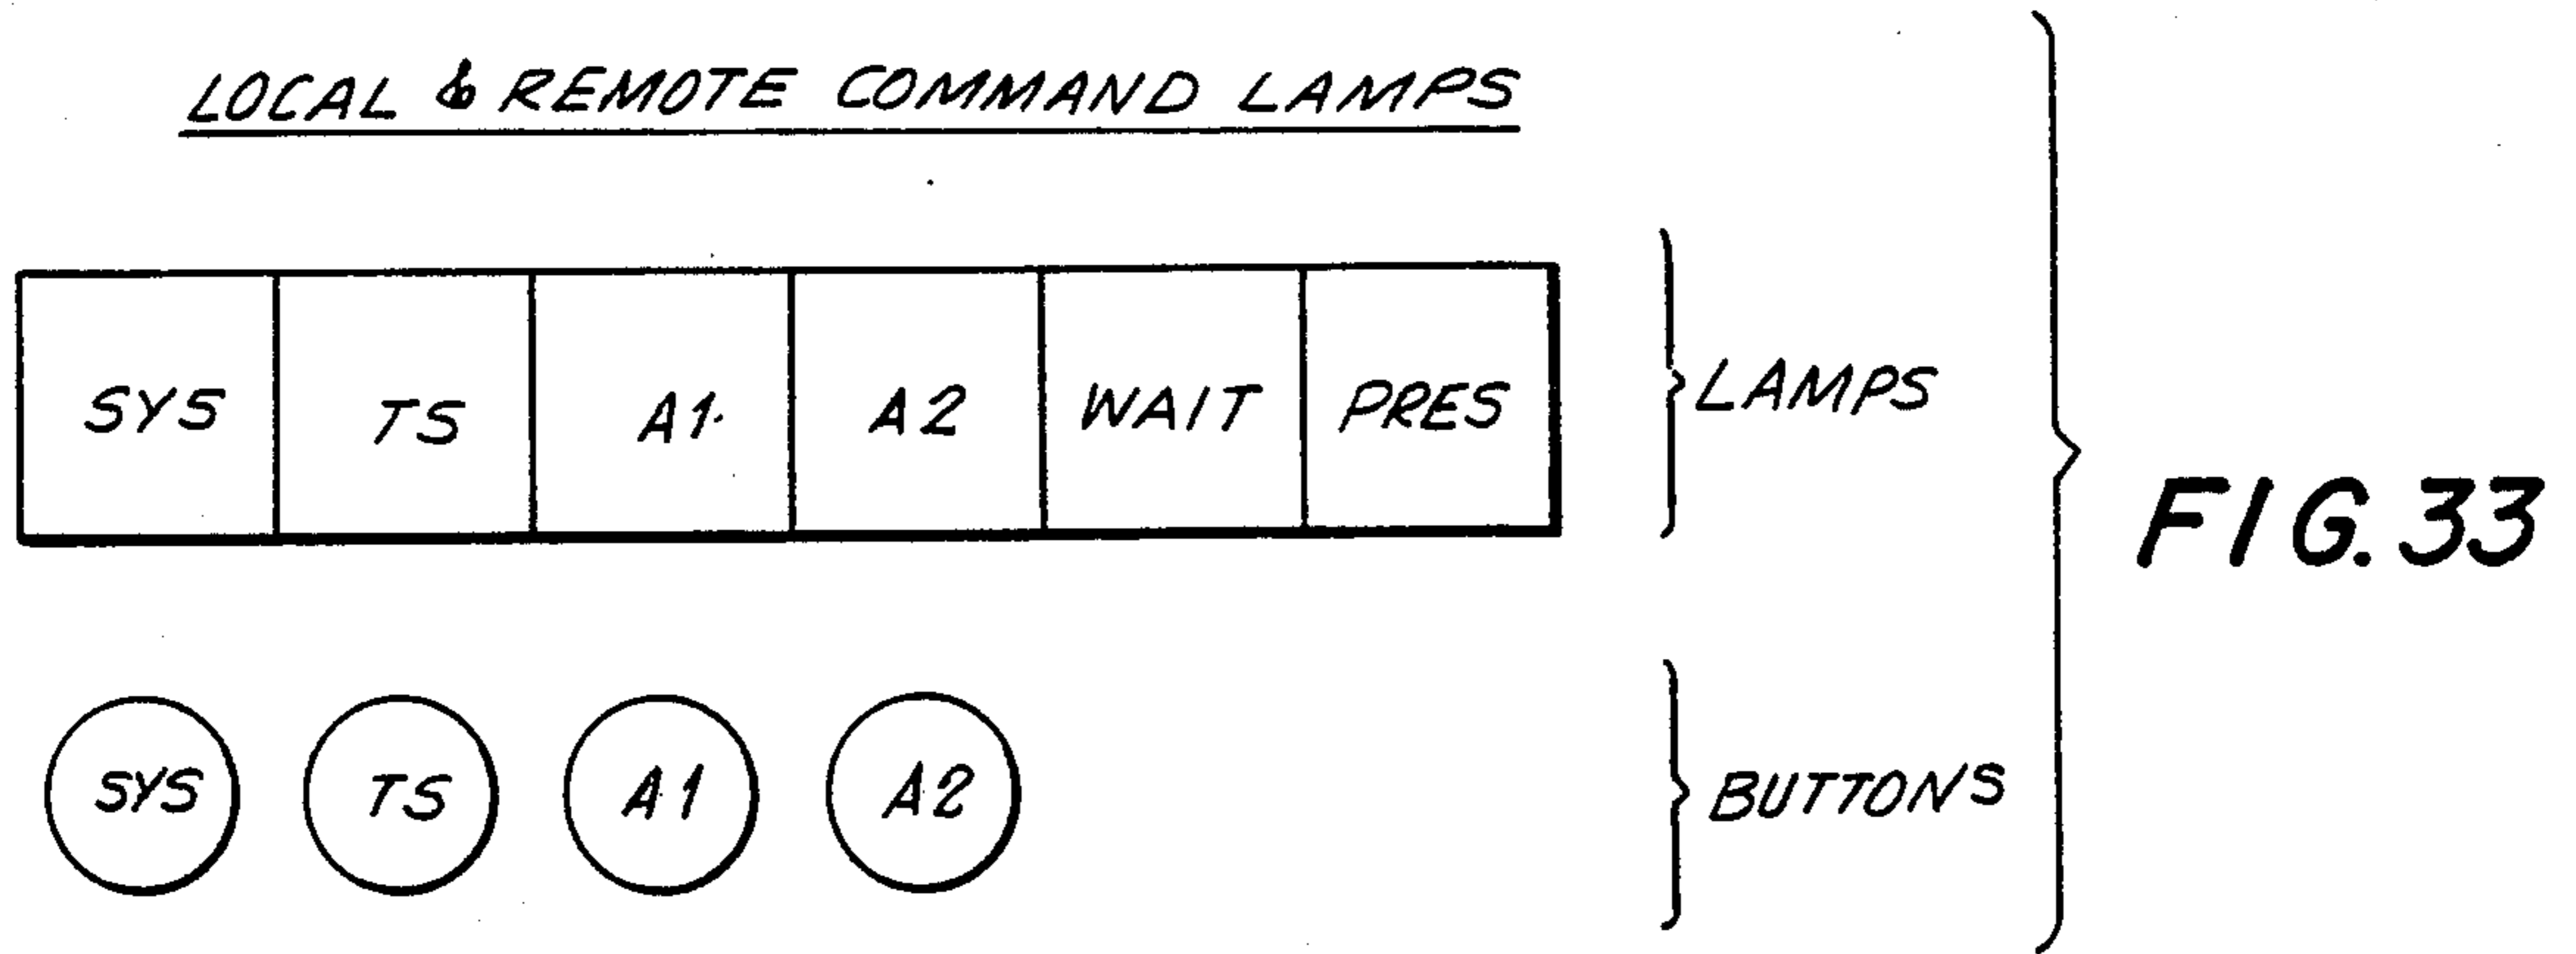 LOCAL & REMOTE COMMAND LAMPS
SYS TS A1 A2 WAIT PRES
LAMPS
FIG. 33
SYS TS A1 A2
BUTTONS